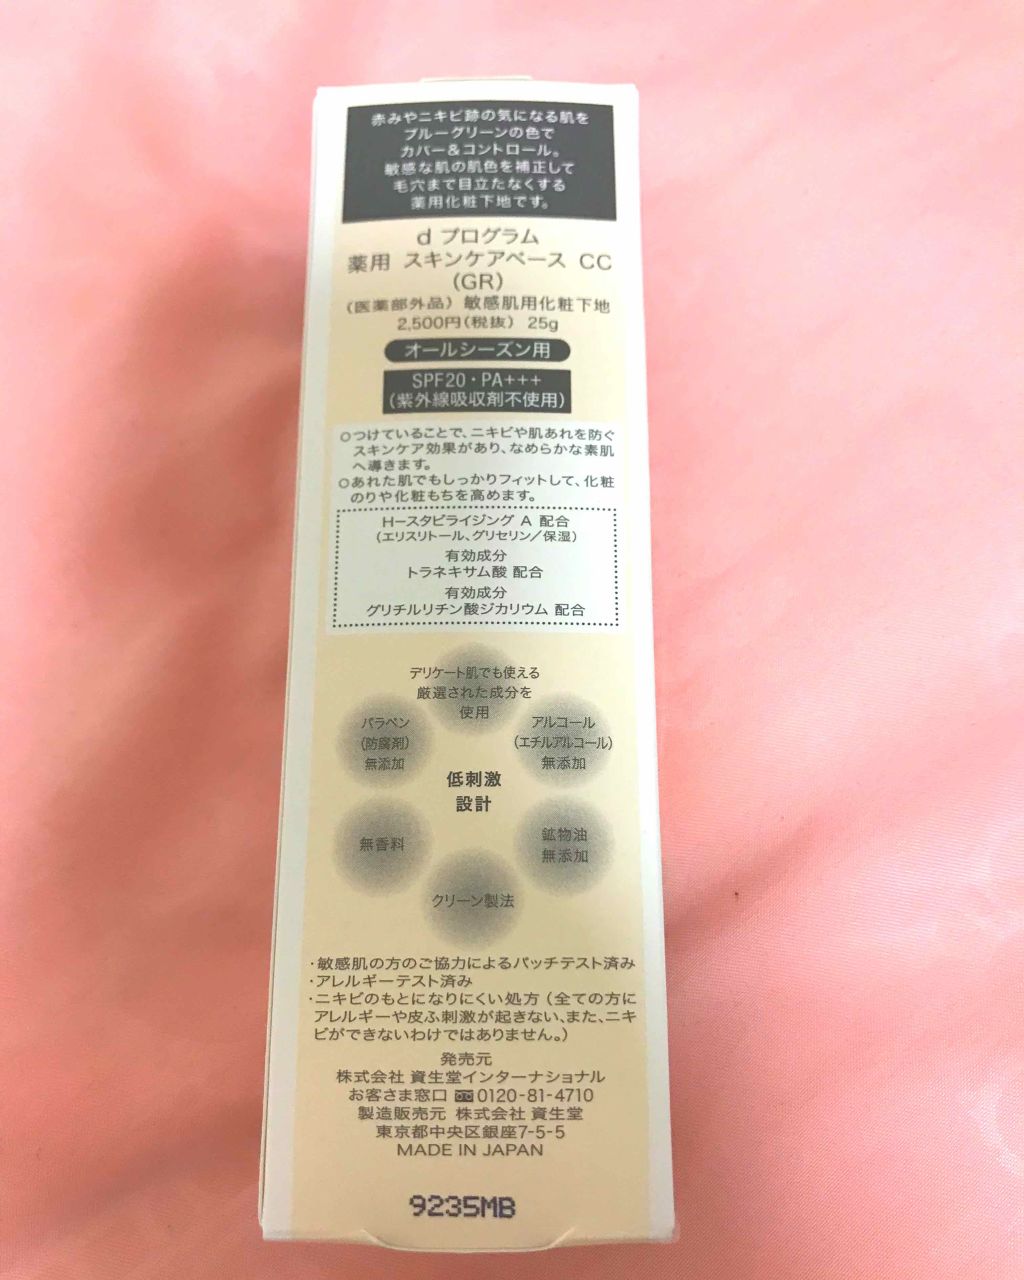 赤みやニキビ跡の気になる肌を
ブルーグリーンの色で
カバー&コントロール。
敏感な肌の肌色を補正して
毛穴まで目立たなくする
薬用化粧下地です。
d プログラム
薬用 スキンケアベース CC
(GR)
(医薬部外品) 敏感肌用化粧下地
2,500円(税抜) 25g
オールシーズン用
SPF20・PA+++
(紫外線吸収剤不使用)
○つけていることで、ニキビや肌あれを防ぐ
スキンケア効果があり、なめらかな素肌
へ導きます。
○あれた肌でもしっかりフィットして、化粧
のりや化粧もちを高めます。
H-スタビライジング A 配合
(エリスリトール、グリセリン/保湿)
有効成分
トラネキサム酸 配合
有効成分
グリチルリチン酸ジカリウム 配合
デリケート肌でも使える
厳選された成分を
使用
パラベン
(防腐剤)
無添加
アルコール
(エチルアルコール)
無添加
低刺激
設計
無香料
鉱物油
無添加
クリーン製法
・敏感肌の方のご協力によるパッチテスト済み
・アレルギーテスト済み
・ニキビのもとになりにくい処方(全ての方に
アレルギーや皮ふ刺激が起きない、また、ニキ
ビができないわけではありません。)
発売元
株式会社 資生堂インターナショナル
お客さま窓口 0120-81-4710
製造販売元 株式会社 資生堂
東京都中央区銀座7-5-5
MADE IN JAPAN
9235MB